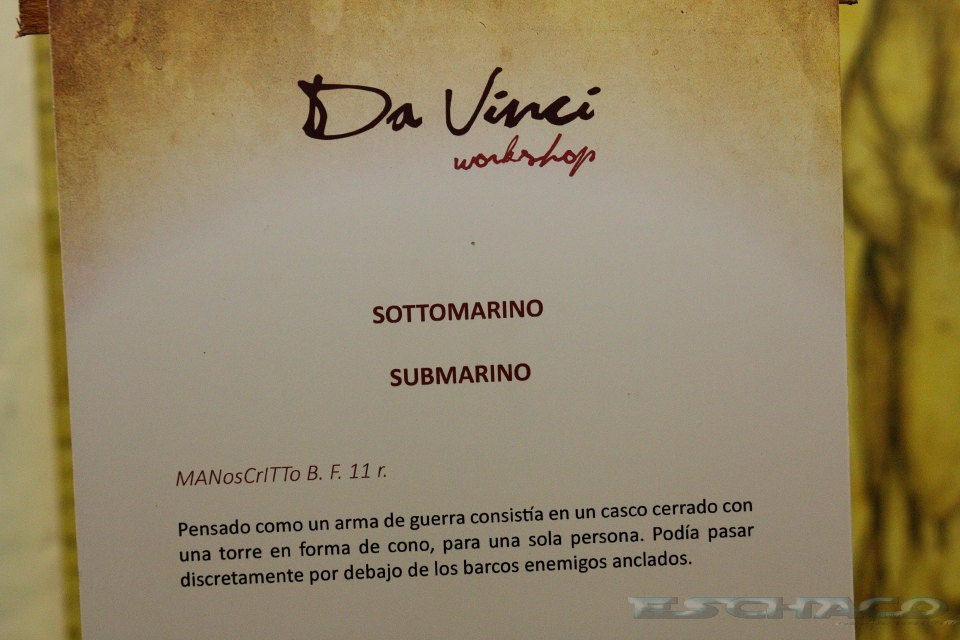 Da Vinci
workshop
SOTTOMARINO
SUBMARINO
MANosCrITTo B. F. 11 r.
Pensado como un arma de guerra consistía en un casco cerrado con
una torre en forma de cono, para una sola persona. Podía pasar
discretamente por debajo de los barcos enemigos anclados.
ESCHACO